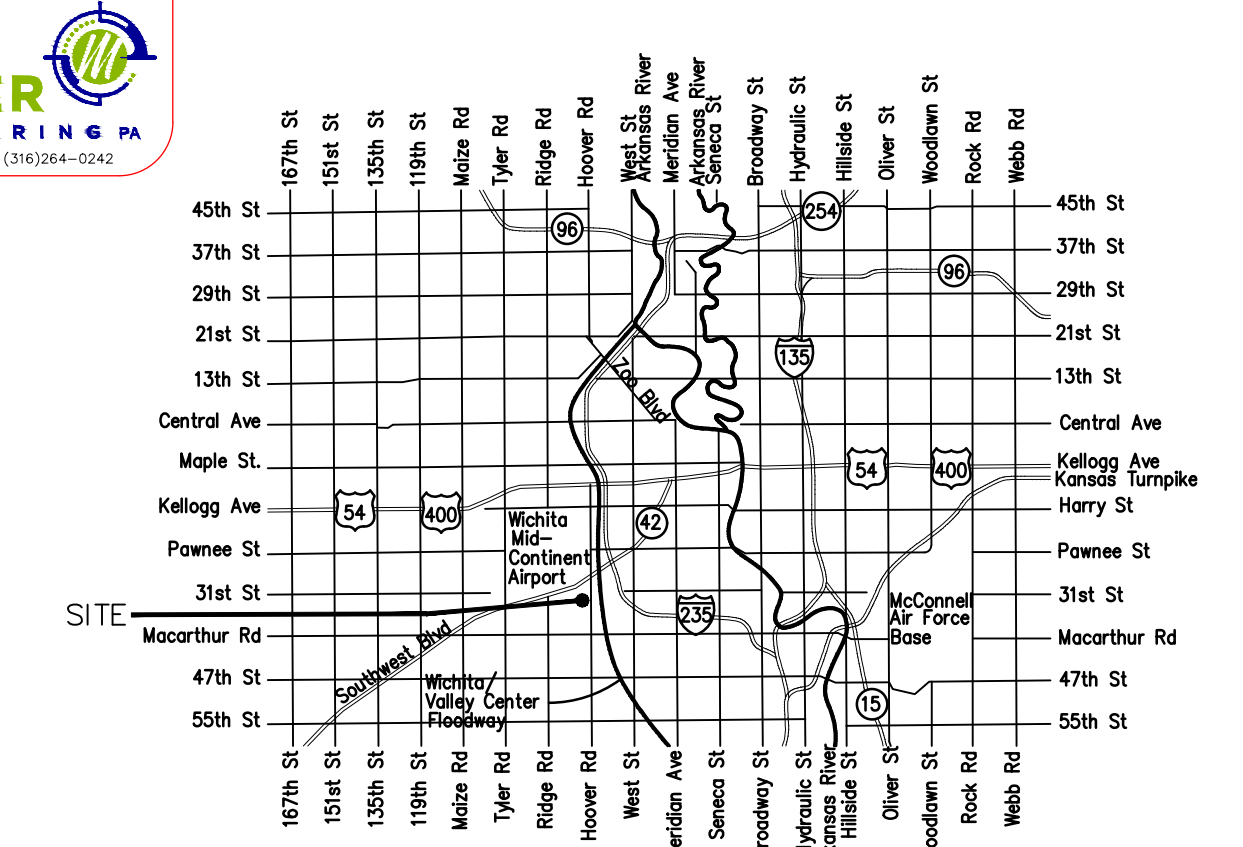 ER
ARING PA
(316)264-0242
167th St
151st St
135th St
119th St
Maize Rd
Tyler Rd
Ridge Rd
Hoover Rd
West St
Arkansas River
Meridian Ave
Arkansas River
Seneca St
Broadway St
Hydraulic St
Hillside St
Oliver St
Woodlawn St
Rock Rd
Webb Rd
45th St
254
45th St
96
37th St
37th St
96
29th St
29th St
21st St
21st St
135
13th St
Zoo Blvd
13th St
Central Ave
Central Ave
Maple St.
54
400
Kellogg Ave
Kansas Turnpike
Kellogg Ave
54
400
Harry St
42
Wichita
Mid-
Continent
Airport
Pawnee St
Pawnee St
31st St
31st St
SITE
235
McConnell
Air Force
Base
Macarthur Rd
Macarthur Rd
Southwest Blvd
47th St
47th St
Wichita/
Valley Center
Floodway
15
55th St
55th St
167th St
151st St
135th St
119th St
Maize Rd
Tyler Rd
Ridge Rd
Hoover Rd
West St
eridian Ave
Seneca St
roadway St
Hydraulic St
kansas River
Hillside St
Oliver St
oodlawn St
Rock Rd
Webb Rd